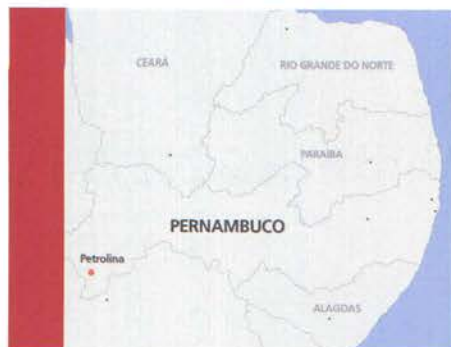 CEARÁ
RIO GRANDE DO NORTE
PARAÍBA
PERNAMBUCO
Petrolina
ALAGOAS